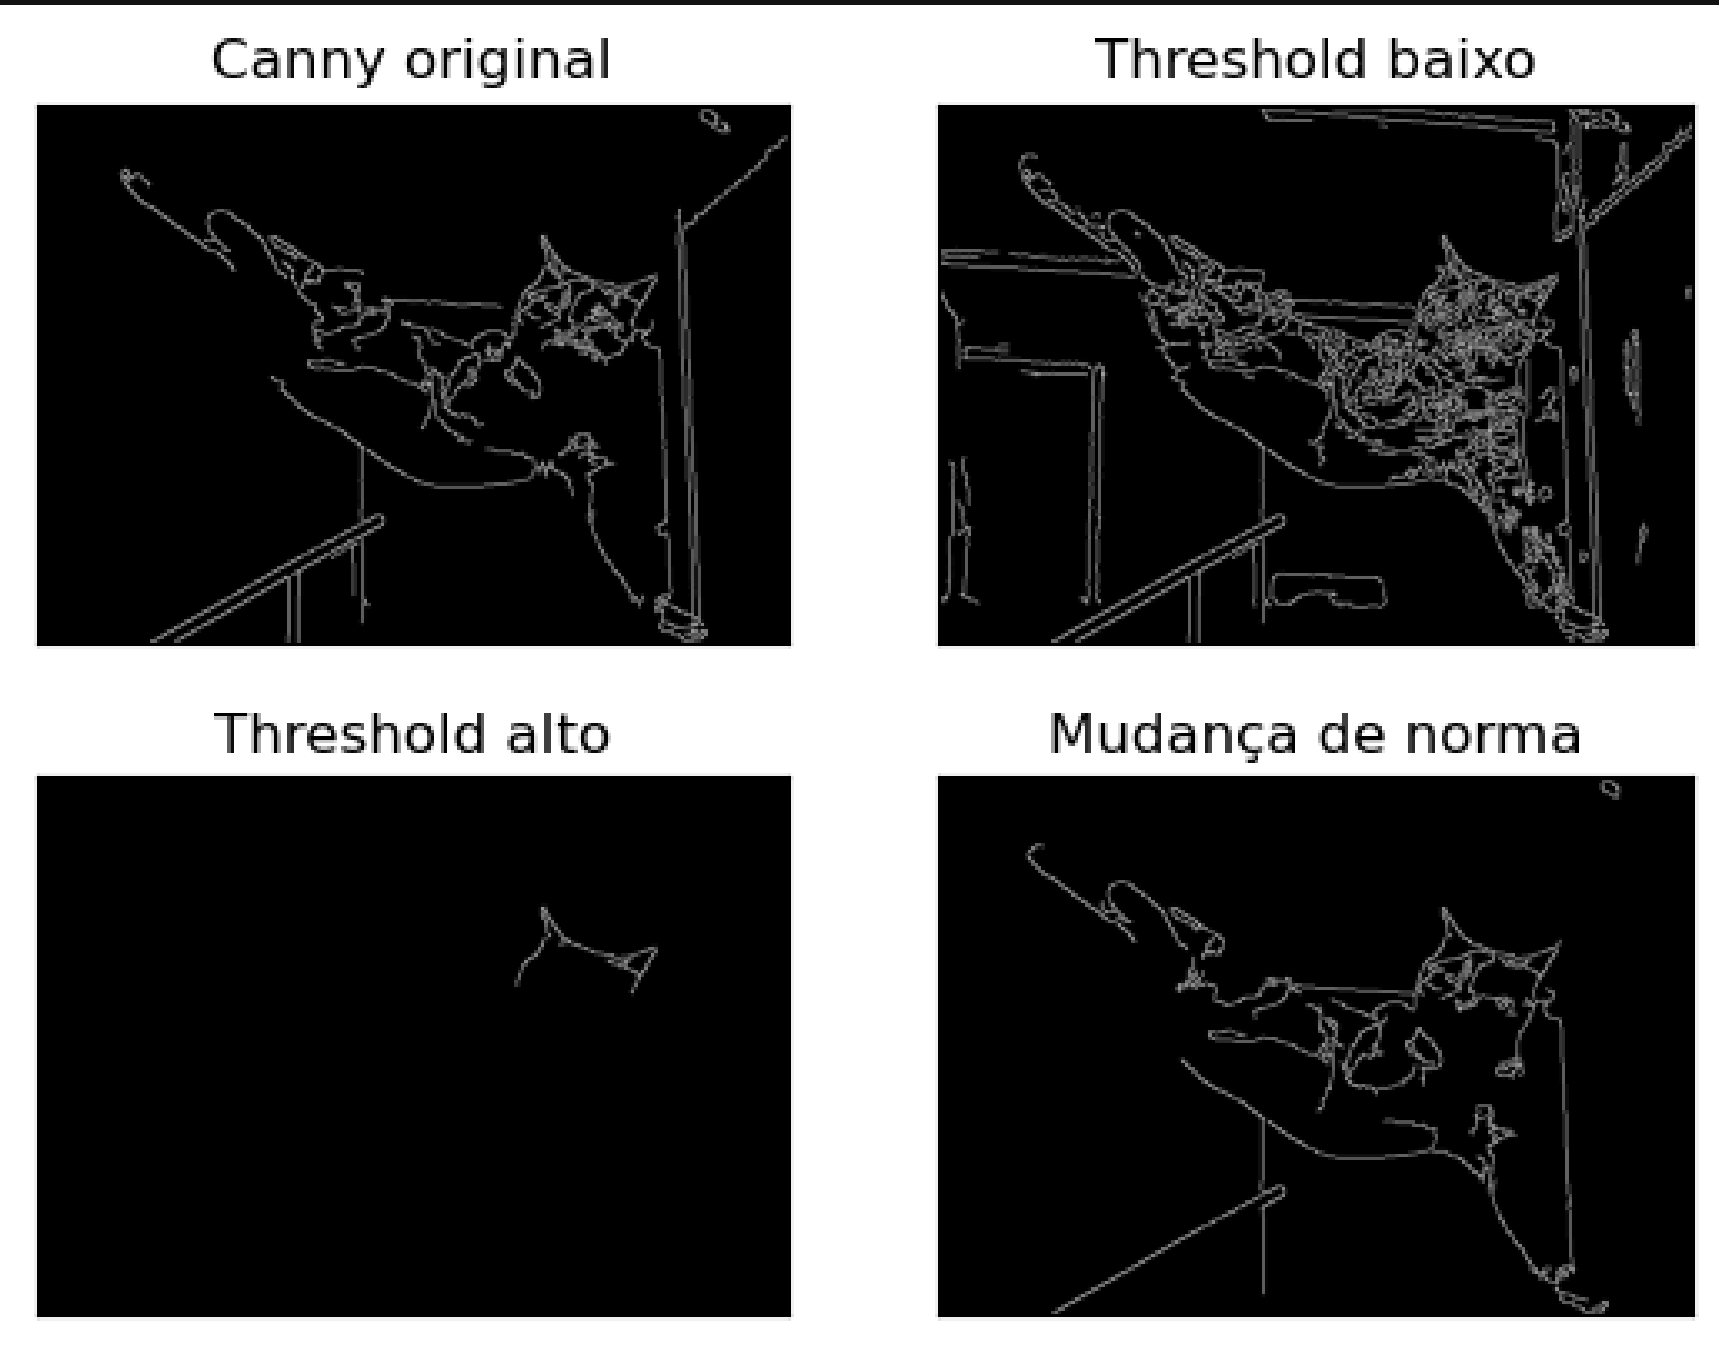 Canny original
Threshold baixo
Threshold alto
Mudança de norma